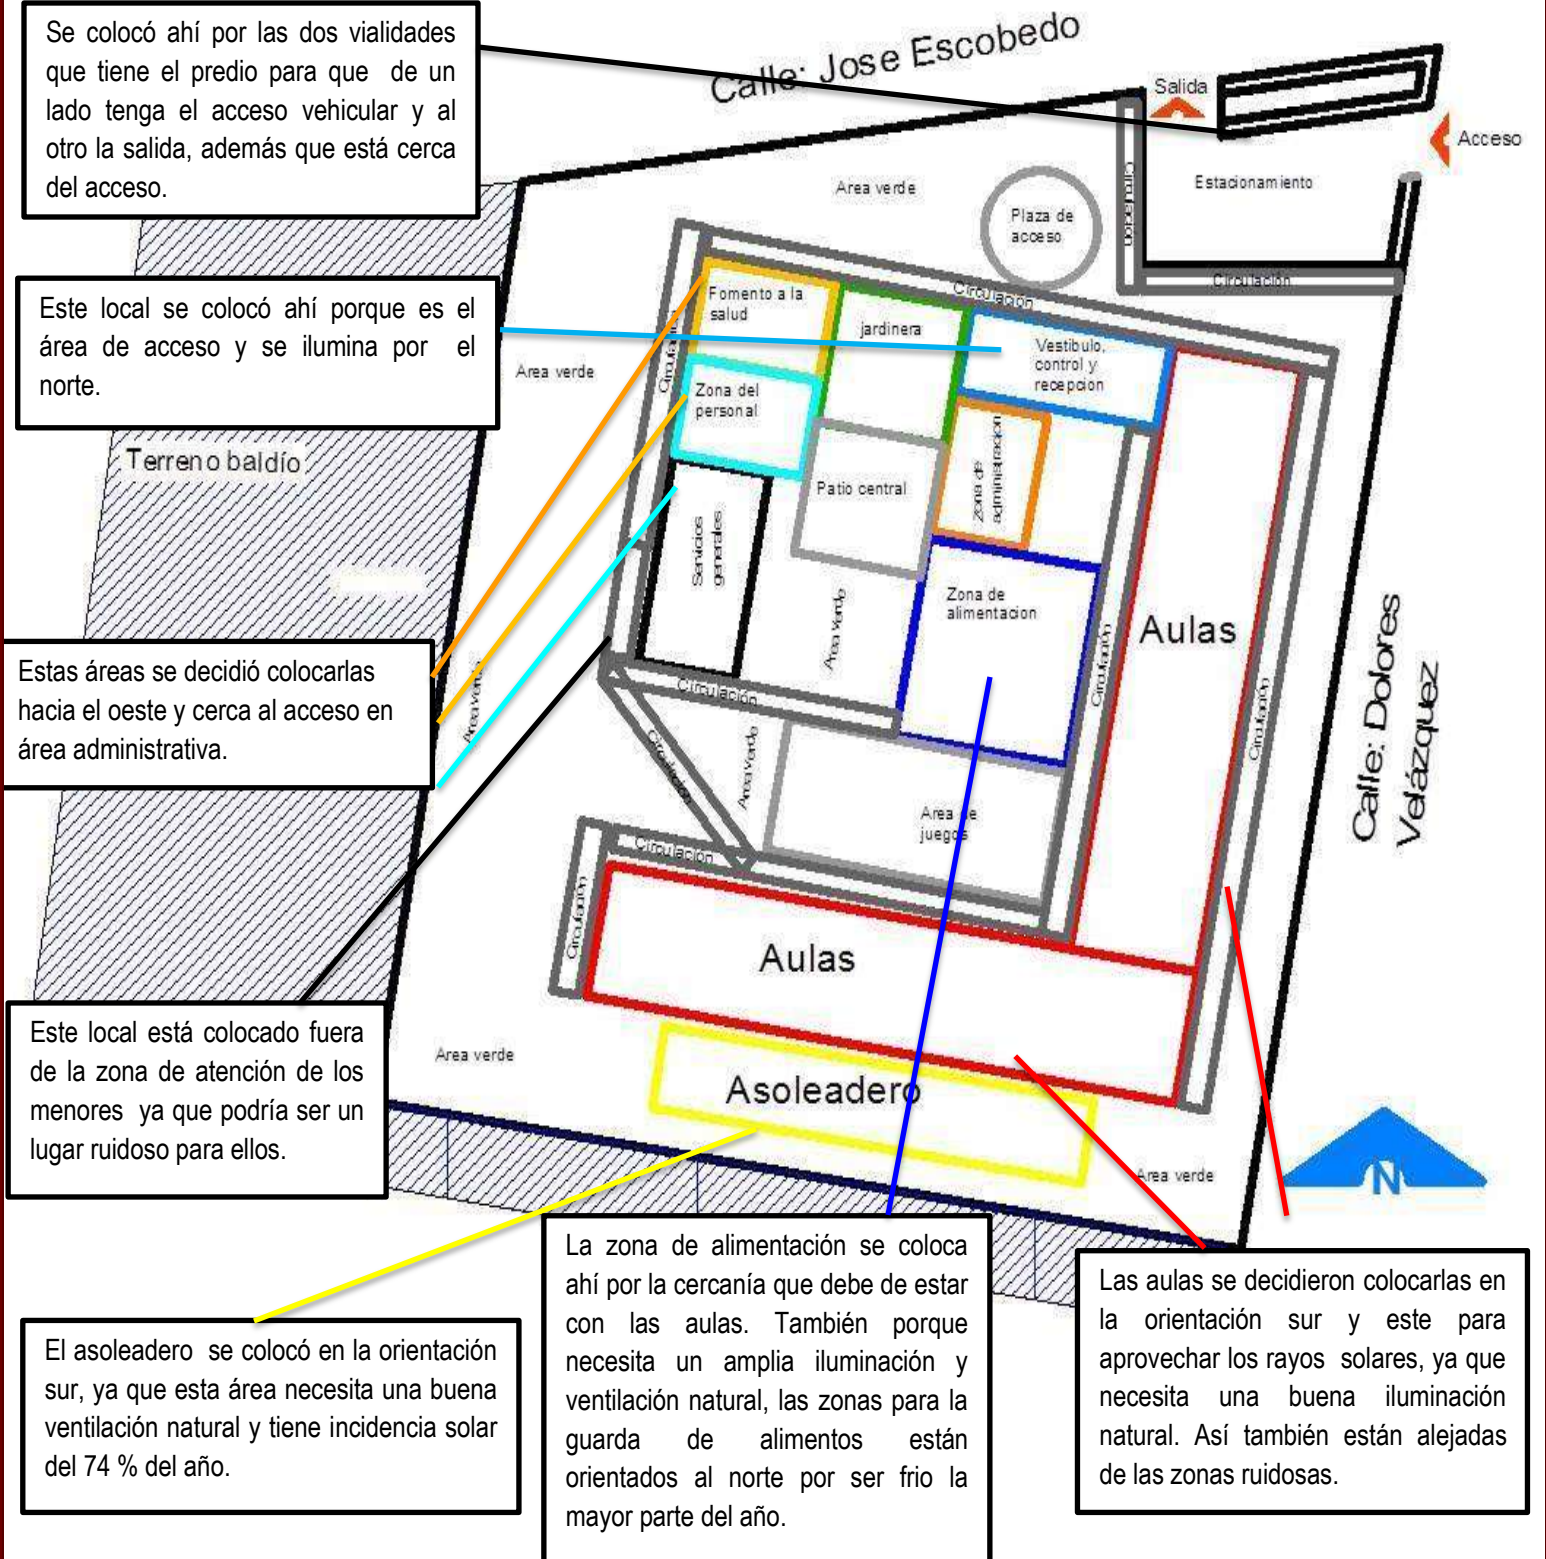 Se colocó ahí por las dos vialidades
que tiene el predio para que de un
lado tenga el acceso vehicular y al
otro la salida, además que está cerca
del acceso.
Calle: Jose Escobedo
Salida
Acceso
Estacionamiento
Circulación
Circulación
Area verde
Plaza de
acceso
Este local se colocó ahí porque es el
área de acceso y se ilumina por el
norte.
Area verde
Circulación
Circulación
Fomento a la
salud
jardinera
Vestibulo,
control y
recepcion
Zona del
personal
Zona de
administracion
Patio central
Terreno baldío
Servicios
generales
Area verde
Zona de
alimentacion
Circulación
Aulas
Circulación
Calle: Dolores
Velázquez
Estas áreas se decidió colocarlas
hacia el oeste y cerca al acceso en
área administrativa.
Area verde
Circulación
Circulación
Area verde
Area de
juegos
Circulación
Circulación
Aulas
Este local está colocado fuera
de la zona de atención de los
menores ya que podría ser un
lugar ruidoso para ellos.
Area verde
Asoleadero
Area verde
N
El asoleadero se colocó en la orientación
sur, ya que esta área necesita una buena
ventilación natural y tiene incidencia solar
del 74 % del año.
La zona de alimentación se coloca
ahí por la cercanía que debe de estar
con las aulas. También porque
necesita un amplia iluminación y
ventilación natural, las zonas para la
guarda de alimentos están
orientados al norte por ser frio la
mayor parte del año.
Las aulas se decidieron colocarlas en
la orientación sur y este para
aprovechar los rayos solares, ya que
necesita una buena iluminación
natural. Así también están alejadas
de las zonas ruidosas.